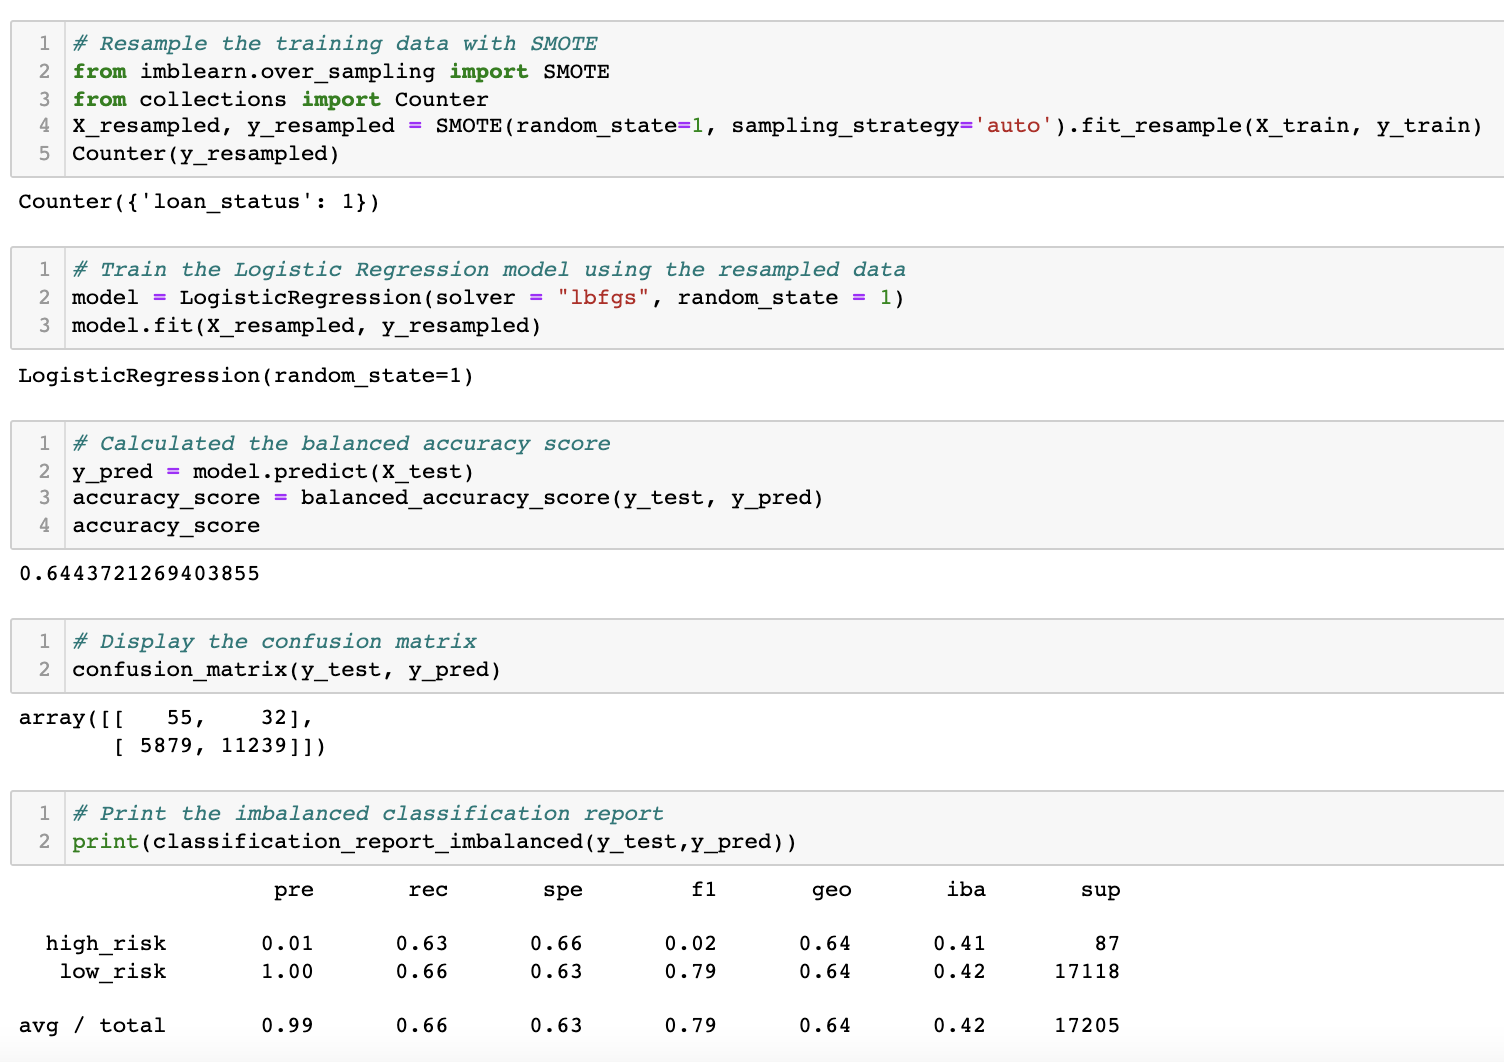 1 # Resample the training data with SMOTE
2 from imblearn.over_sampling import SMOTE
3 from collections import Counter
4 X_resampled, y_resampled = SMOTE(random_state=1, sampling_strategy='auto').fit_resample(X_train, y_train)
5 Counter(y_resampled)
Counter({'loan_status': 1})
1 # Train the Logistic Regression model using the resampled data
2 model = LogisticRegression(solver = "lbfgs", random_state = 1)
3 model.fit(X_resampled, y_resampled)
LogisticRegression(random_state=1)
1 # Calculated the balanced accuracy score
2 y_pred = model.predict(X_test)
3 accuracy_score = balanced_accuracy_score(y_test, y_pred)
4 accuracy_score
0.6443721269403855
1 # Display the confusion matrix
2 confusion_matrix(y_test, y_pred)
array([[   55,    32],
       [ 5879, 11239]])
1 # Print the imbalanced classification report
2 print(classification_report_imbalanced(y_test,y_pred))
pre rec spe f1 geo iba sup
high_risk 0.01 0.63 0.66 0.02 0.64 0.41 87
low_risk 1.00 0.66 0.63 0.79 0.64 0.42 17118
avg / total 0.99 0.66 0.63 0.79 0.64 0.42 17205